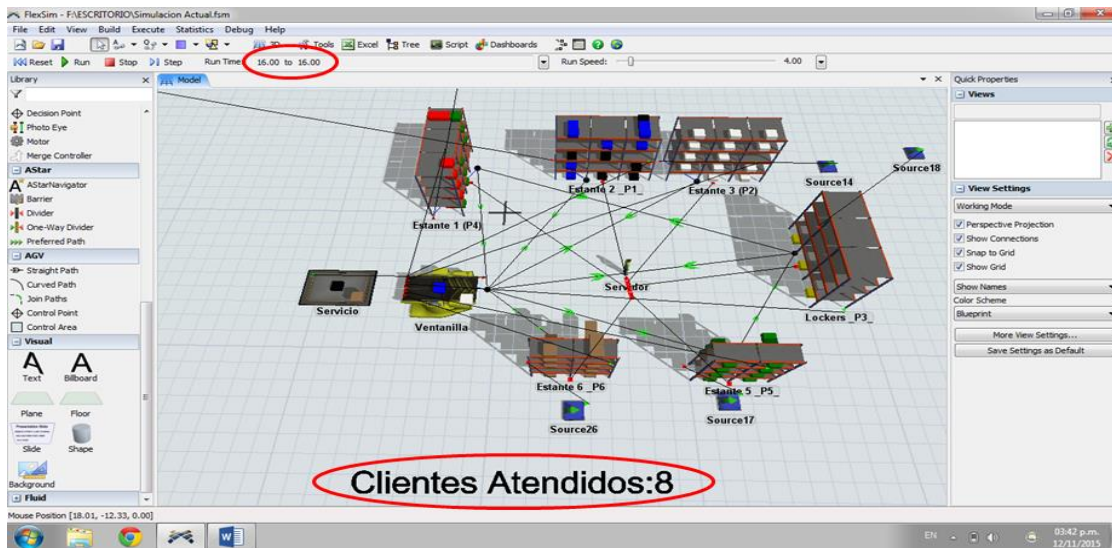 FlexSim - F:\ESCRITORIO\Simulacion Actual.fsm
File Edit View Build Execute Statistics Debug Help
3D Tools Excel Tree Script Dashboards
Reset Run Stop Step Run Time: 16.00 to 16.00 Run Speed: 4.00
Library
Model
Quick Properties
Decision Point
Photo Eye
Motor
Merge Controller
AStar
AStarNavigator
Barrier
Divider
One-Way Divider
Preferred Path
AGV
Straight Path
Curved Path
Join Paths
Control Point
Control Area
Visual
Text Billboard
Plane Floor
Slide Shape
Background
Fluid
Estante 1 (P4)
Estante 2 _P1_
Estante 3 (P2)
Source14
Source18
Servicio
Ventanilla
Servidor
Lockers _P3_
Estante 6 _P6
Estante 5 _P5_
Source26
Source17
Clientes Atendidos:8
Views
View Settings
Working Mode
Perspective Projection
Show Connections
Snap to Grid
Show Grid
Show Names
Color Scheme
Blueprint
More View Settings...
Save Settings as Default
Mouse Position [18.01, -12.33, 0.00]
EN
03:42 p.m.
12/11/2015